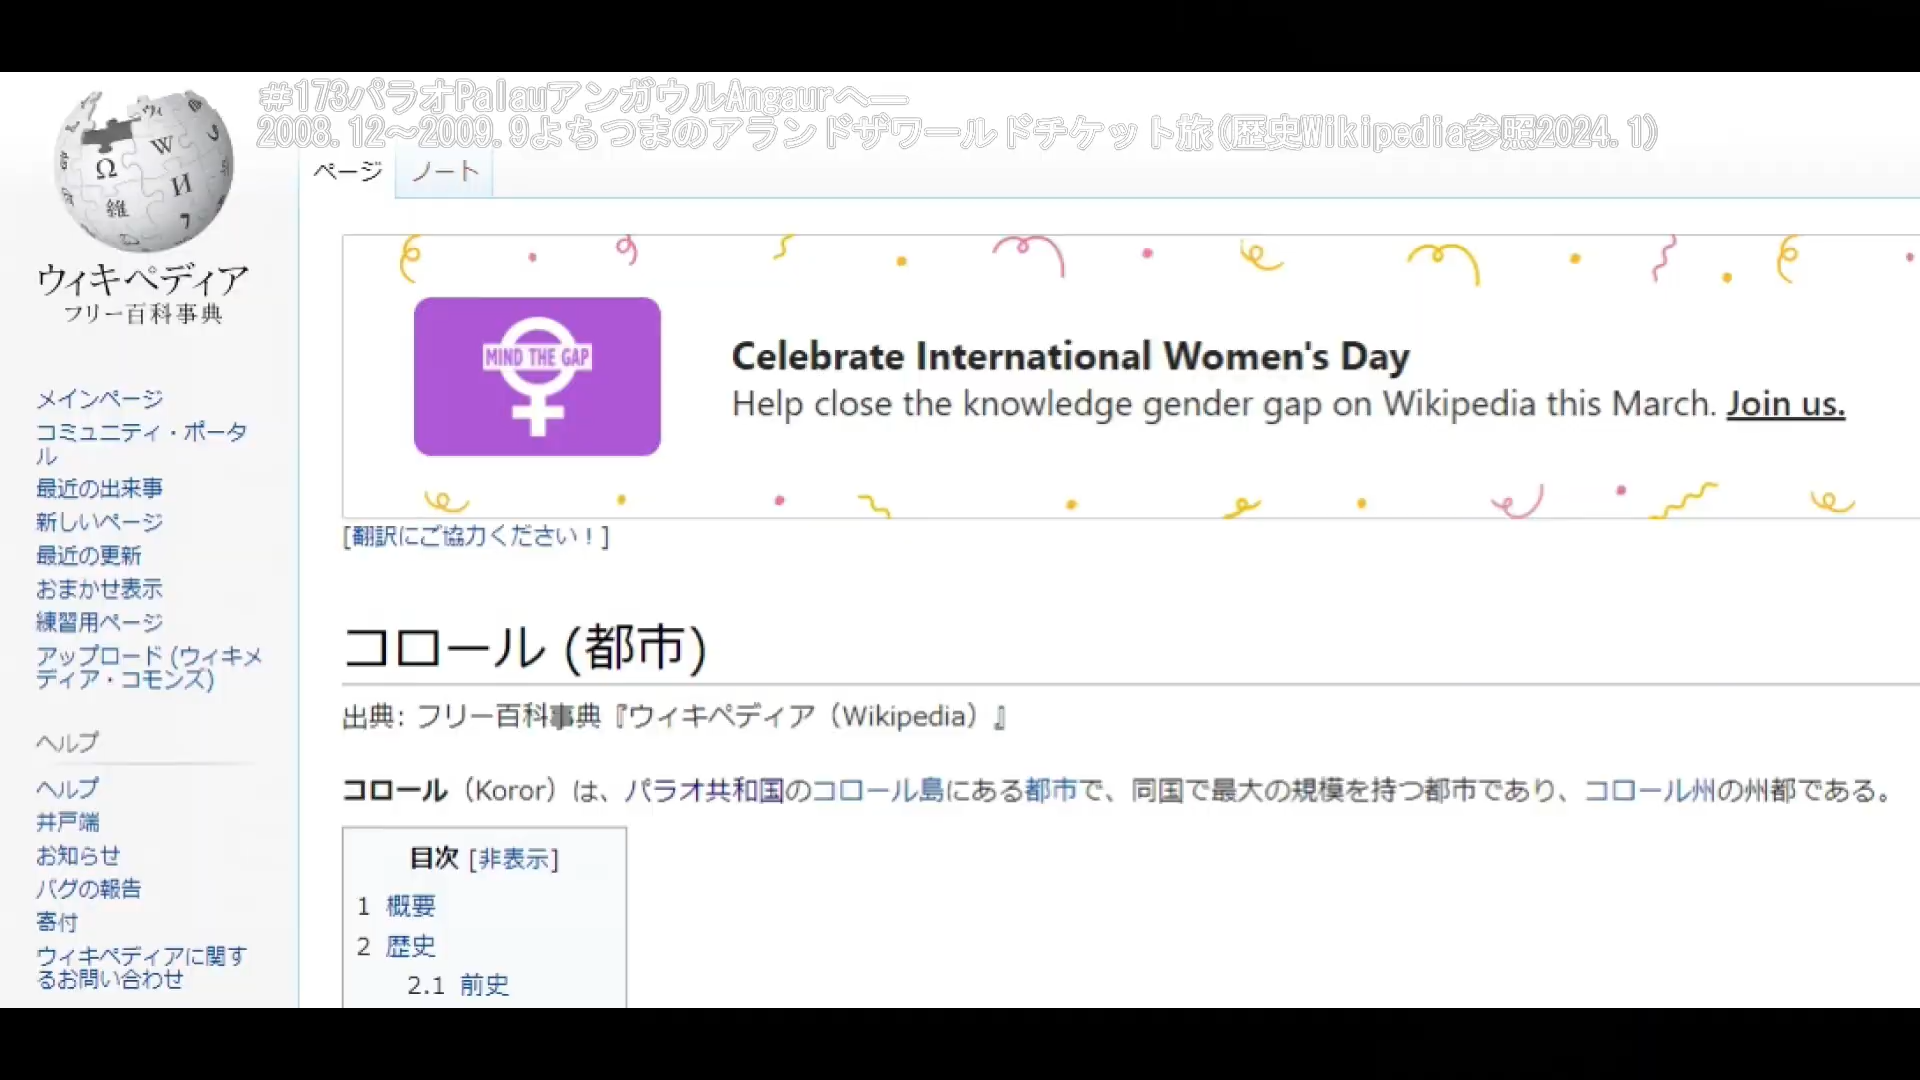 #173パラオPalauアンガウルAngaurへ―
2008.12～2009.9よちつまのアランドザワールドチケット旅(歴史Wikipedia参照2024.1)
ウィキペディア
フリー百科事典
メインページ
コミュニティ・ポータ
ル
最近の出来事
新しいページ
最近の更新
おまかせ表示
練習用ページ
アップロード (ウィキメ
ディア・コモンズ)
ヘルプ
ヘルプ
井戸端
お知らせ
バグの報告
寄付
ウィキペディアに関す
るお問い合わせ
ページ
ノート
MIND THE GAP
Celebrate International Women's Day
Help close the knowledge gender gap on Wikipedia this March. Join us.
[翻訳にご協力ください！]
コロール (都市)
出典: フリー百科事典『ウィキペディア（Wikipedia）』
コロール（Koror）は、パラオ共和国のコロール島にある都市で、同国で最大の規模を持つ都市であり、コロール州の州都である。
目次 [非表示]
1 概要
2 歴史
2.1 前史